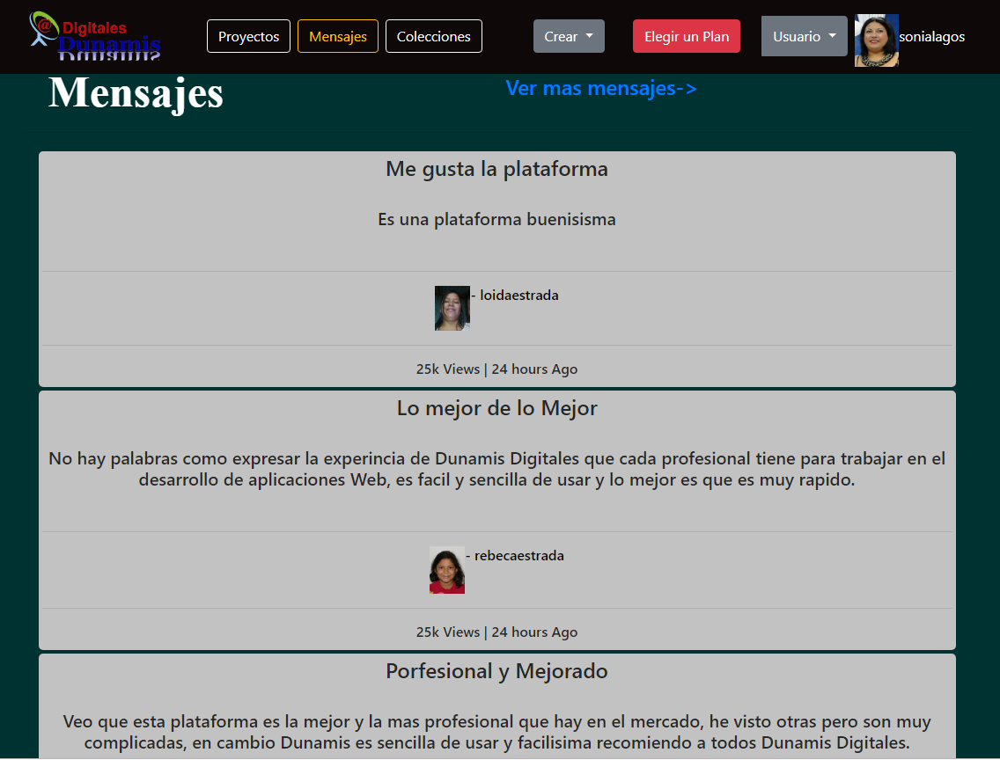 @ Digitales
Dunamis
Proyectos
Mensajes
Colecciones
Crear
Elegir un Plan
Usuario
sonialagos
Mensajes
Ver mas mensajes->
Me gusta la plataforma
Es una plataforma buenisisma
- loidaestrada
25k Views | 24 hours Ago
Lo mejor de lo Mejor
No hay palabras como expresar la experincia de Dunamis Digitales que cada profesional tiene para trabajar en el
desarrollo de aplicaciones Web, es facil y sencilla de usar y lo mejor es que es muy rapido.
- rebecaestrada
25k Views | 24 hours Ago
Porfesional y Mejorado
Veo que esta plataforma es la mejor y la mas profesional que hay en el mercado, he visto otras pero son muy
complicadas, en cambio Dunamis es sencilla de usar y facilisima recomiendo a todos Dunamis Digitales.